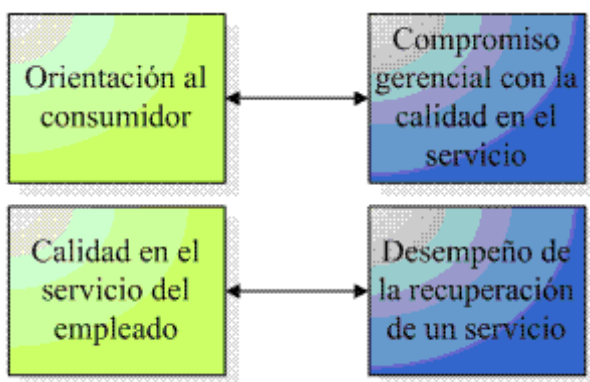 Orientación al
consumidor
Compromiso
gerencial con la
calidad en el
servicio
Calidad en el
servicio del
empleado
Desempeño de
la recuperación
de un servicio